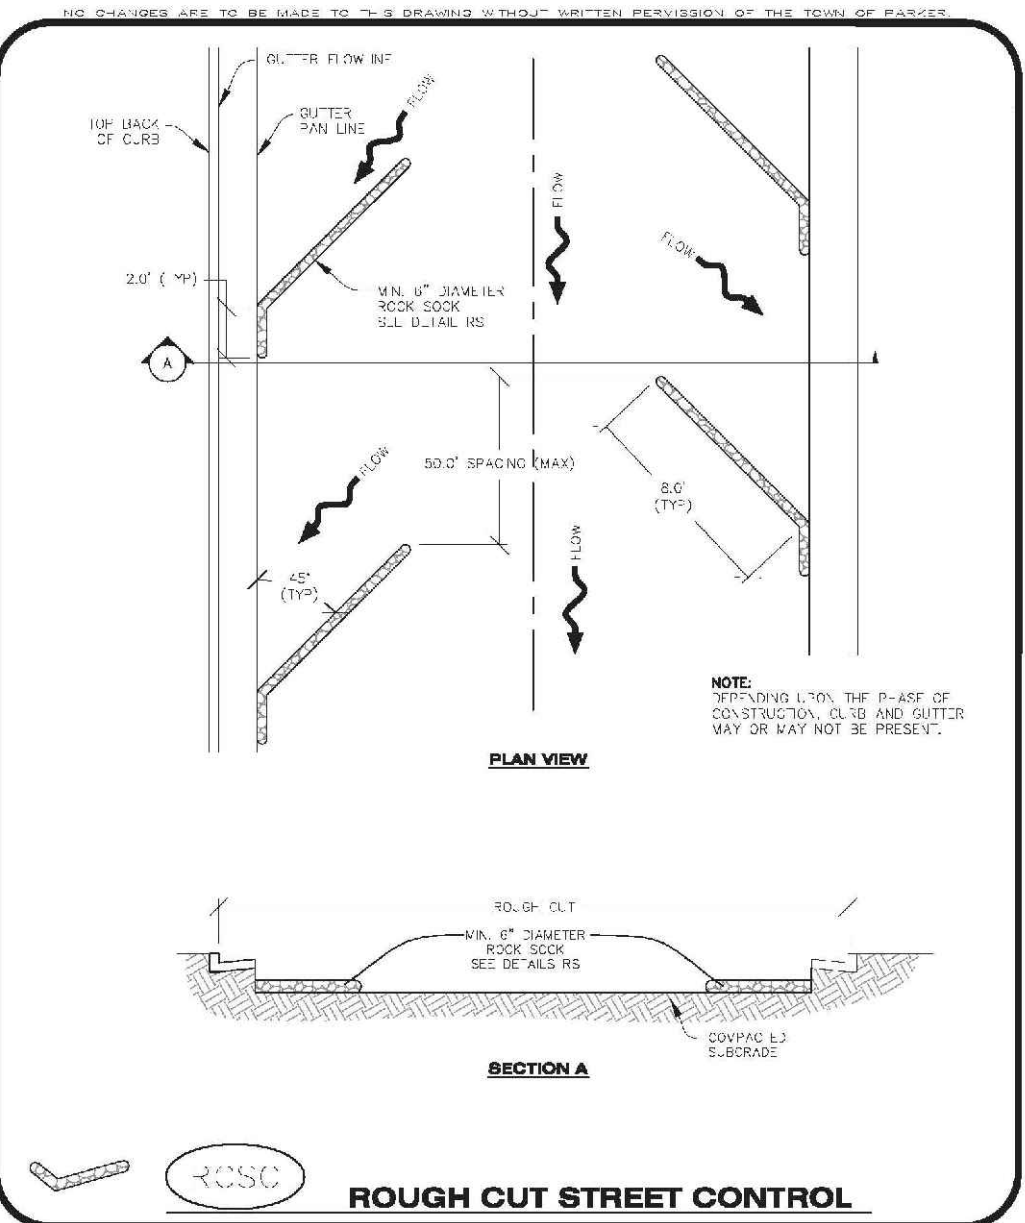 NO CHANGES ARE TO BE MADE TO THIS DRAWING WITHOUT WRITTEN PERMISSION OF THE TOWN OF PARKER.
GUTTER FLOWLINE
TOP BACK
OF CURB
GUTTER
PAN LINE
FLOW
FLOW
FLOW
2.0' (TYP)
MIN. 6" DIAMETER
ROCK SOCK
SEE DETAIL RS
A
50.0' SPACING (MAX)
FLOW
8.0'
(TYP)
FLOW
45°
(TYP)
NOTE:
DEPENDING UPON THE PHASE OF
CONSTRUCTION, CURB AND GUTTER
MAY OR MAY NOT BE PRESENT.
PLAN VIEW
ROUGH CUT
MIN. 6" DIAMETER
ROCK SOCK
SEE DETAILS RS
COMPACTED
SUBGRADE
SECTION A
RCSC
ROUGH CUT STREET CONTROL